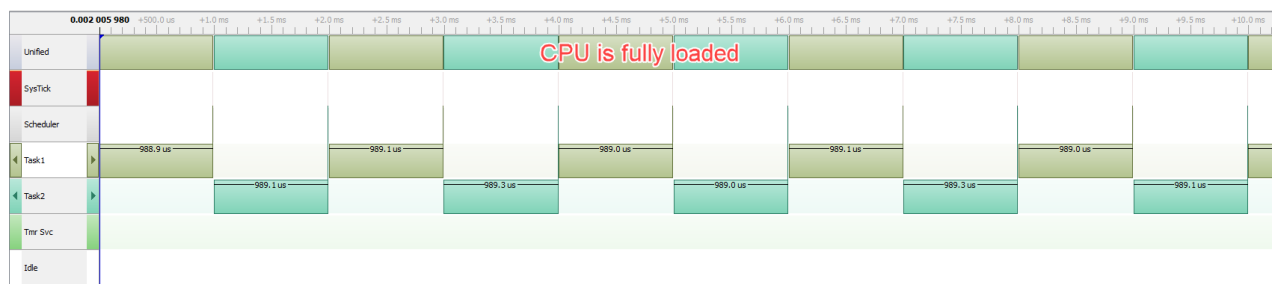 0.002 005 980 +500.0 us +1.0 ms +1.5 ms +2.0 ms +2.5 ms +3.0 ms +3.5 ms +4.0 ms +4.5 ms +5.0 ms +5.5 ms +6.0 ms +6.5 ms +7.0 ms +7.5 ms +8.0 ms +8.5 ms +9.0 ms +9.5 ms +10.0 ms
Unified CPU is fully loaded
SysTick
Scheduler
Task1 988.9 us 989.1 us 989.0 us 989.1 us 989.0 us
Task2 989.1 us 989.3 us 989.0 us 989.3 us 989.1 us
Tmr Svc
Idle